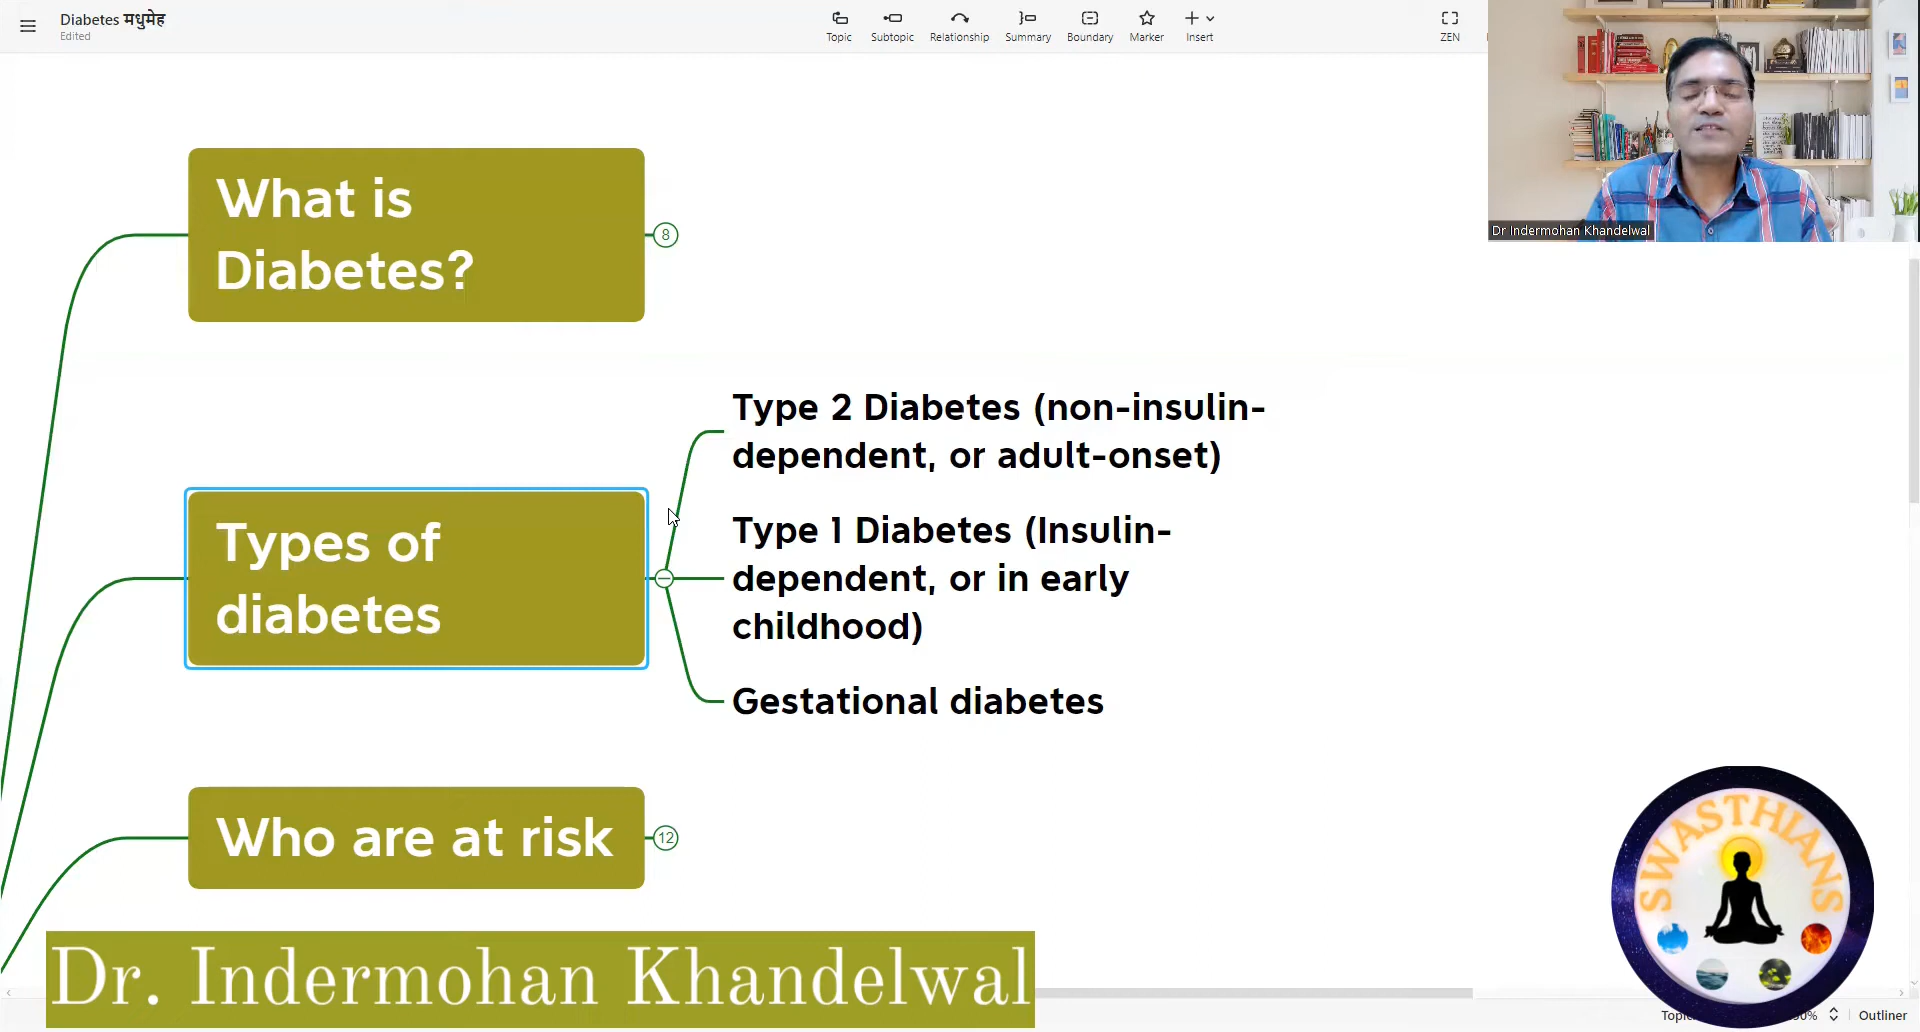 Diabetes मधुमेह
Edited
Topic
Subtopic
Relationship
Summary
Boundary
Marker
Insert
ZEN
Dr Indermohan Khandelwal
What is
Diabetes?
8
Type 2 Diabetes (non-insulin-
dependent, or adult-onset)
Types of
diabetes
Type 1 Diabetes (Insulin-
dependent, or in early
childhood)
Gestational diabetes
Who are at risk
12
SWASTHIANS
Dr. Indermohan Khandelwal
Outliner